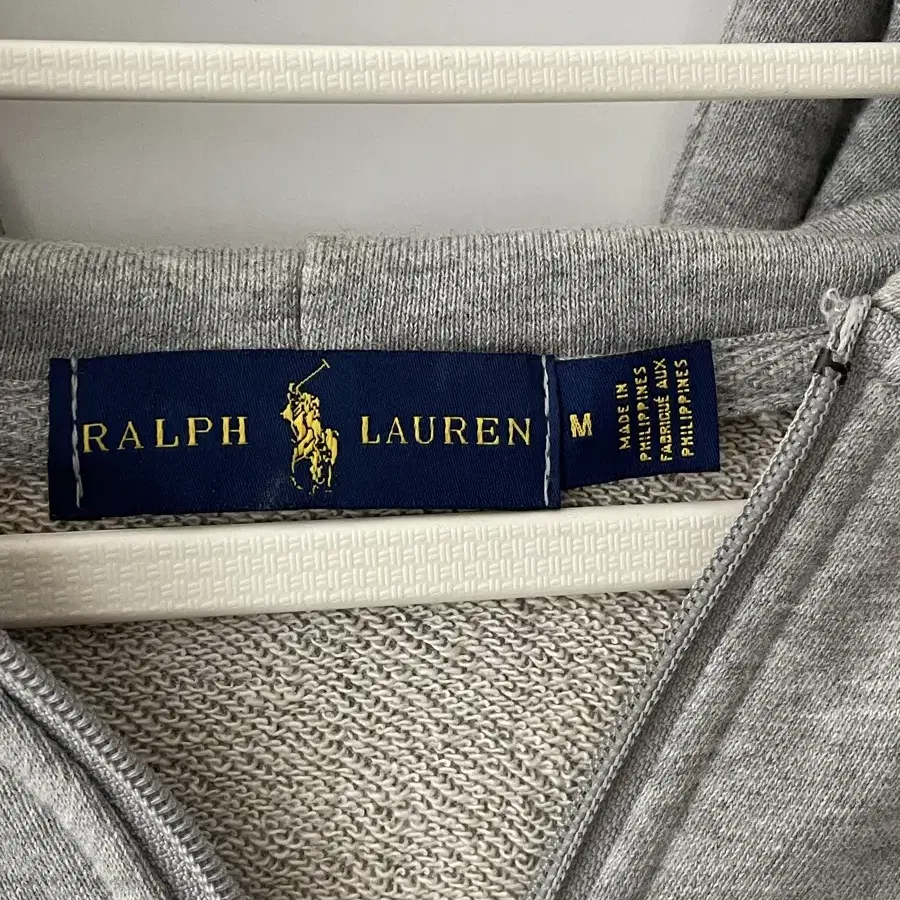 RALPH LAUREN
M
MADE IN
PHILIPPINES
FABRIQUÉ AUX
PHILIPPINES